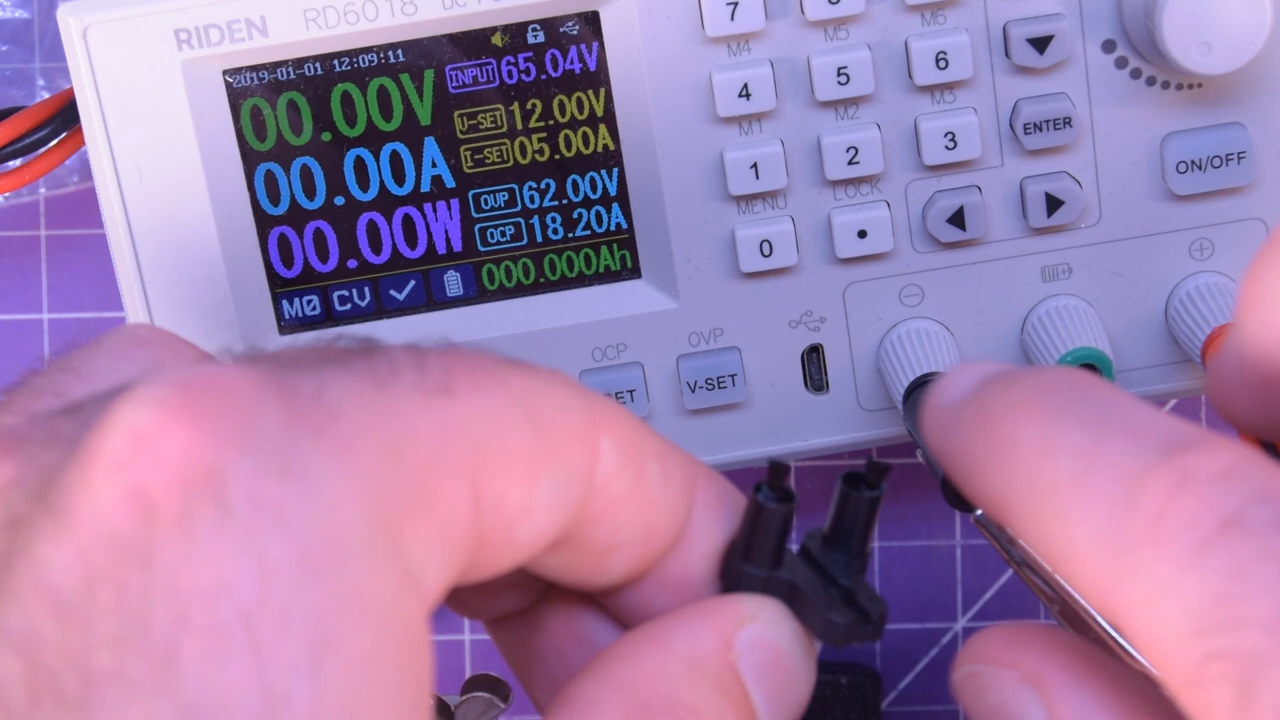 RIDEN RD6018
2019-01-01 12:09:11
00.00V
00.00A
00.00W
INPUT 65.04V
V-SET 12.00V
I-SET 05.00A
OVP 62.00V
OCP 18.20A
M0 CV 000.000Ah
7
M6
M4 M5
4 5 6
M1 M2 M3
1 2 3
MENU LOCK
0 •
ENTER
ON/OFF
OCP OVP
V-SET